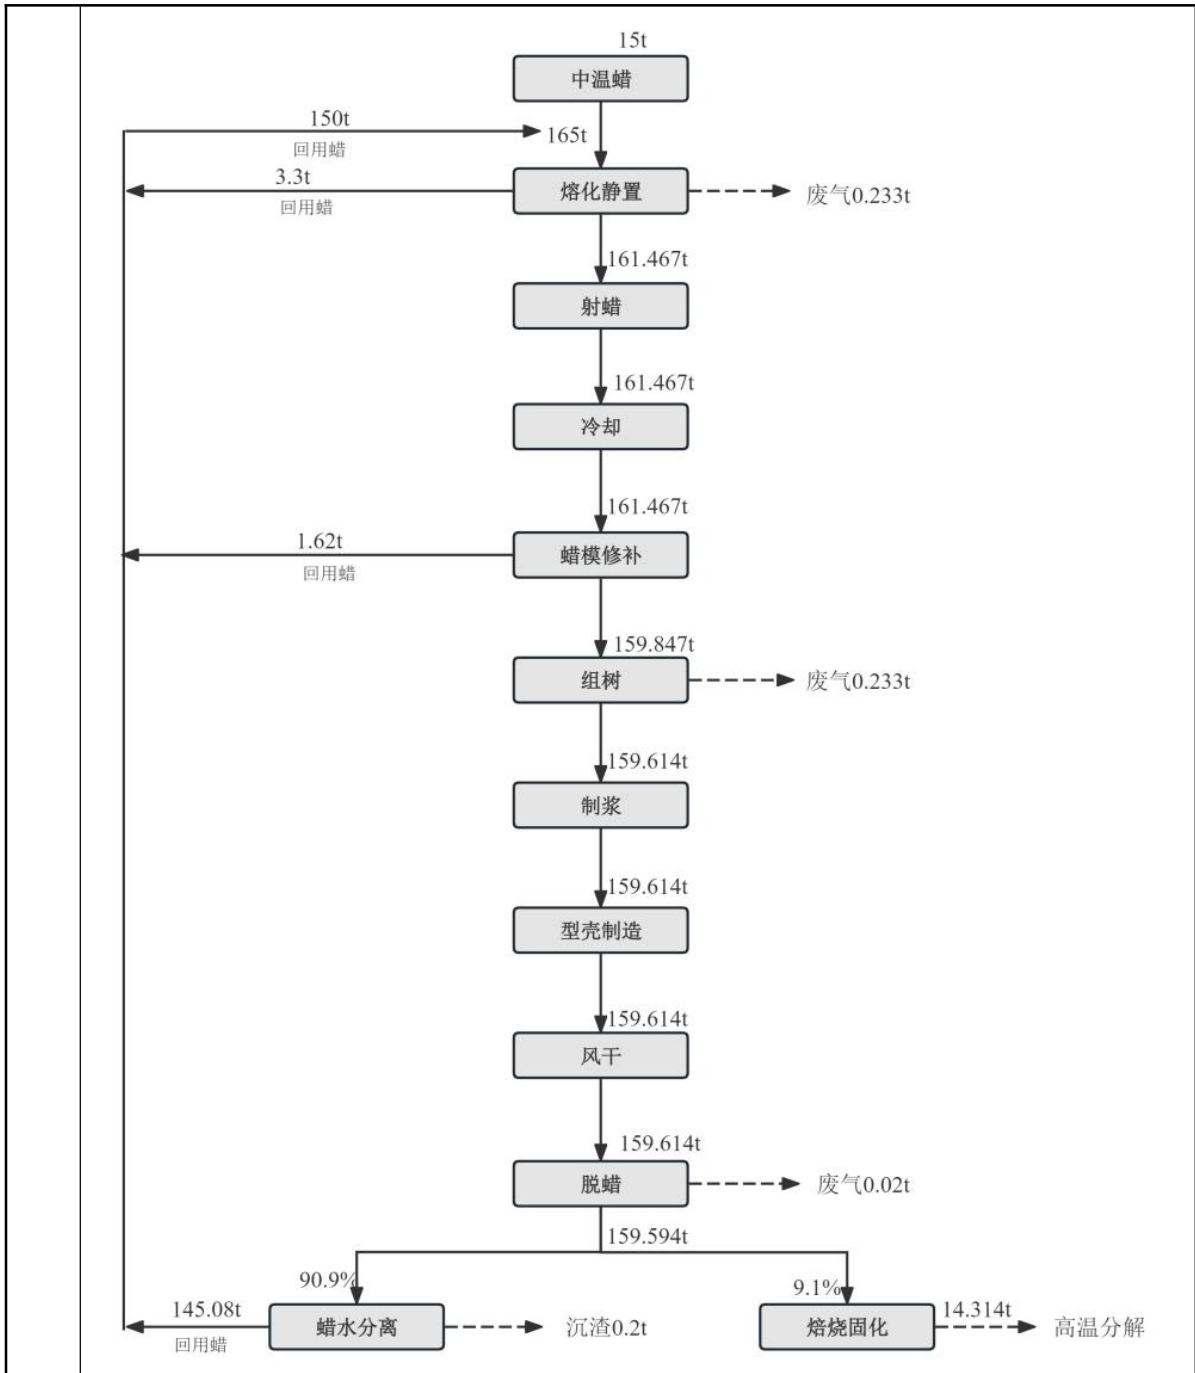 15t
中温蜡
150t
回用蜡
165t
3.3t
回用蜡
熔化静置
废气0.233t
161.467t
射蜡
161.467t
冷却
161.467t
1.62t
回用蜡
蜡模修补
159.847t
组树
废气0.233t
159.614t
制浆
159.614t
型壳制造
159.614t
风干
159.614t
脱蜡
废气0.02t
159.594t
90.9%
9.1%
145.08t
回用蜡
蜡水分离
沉渣0.2t
焙烧固化
14.314t
高温分解